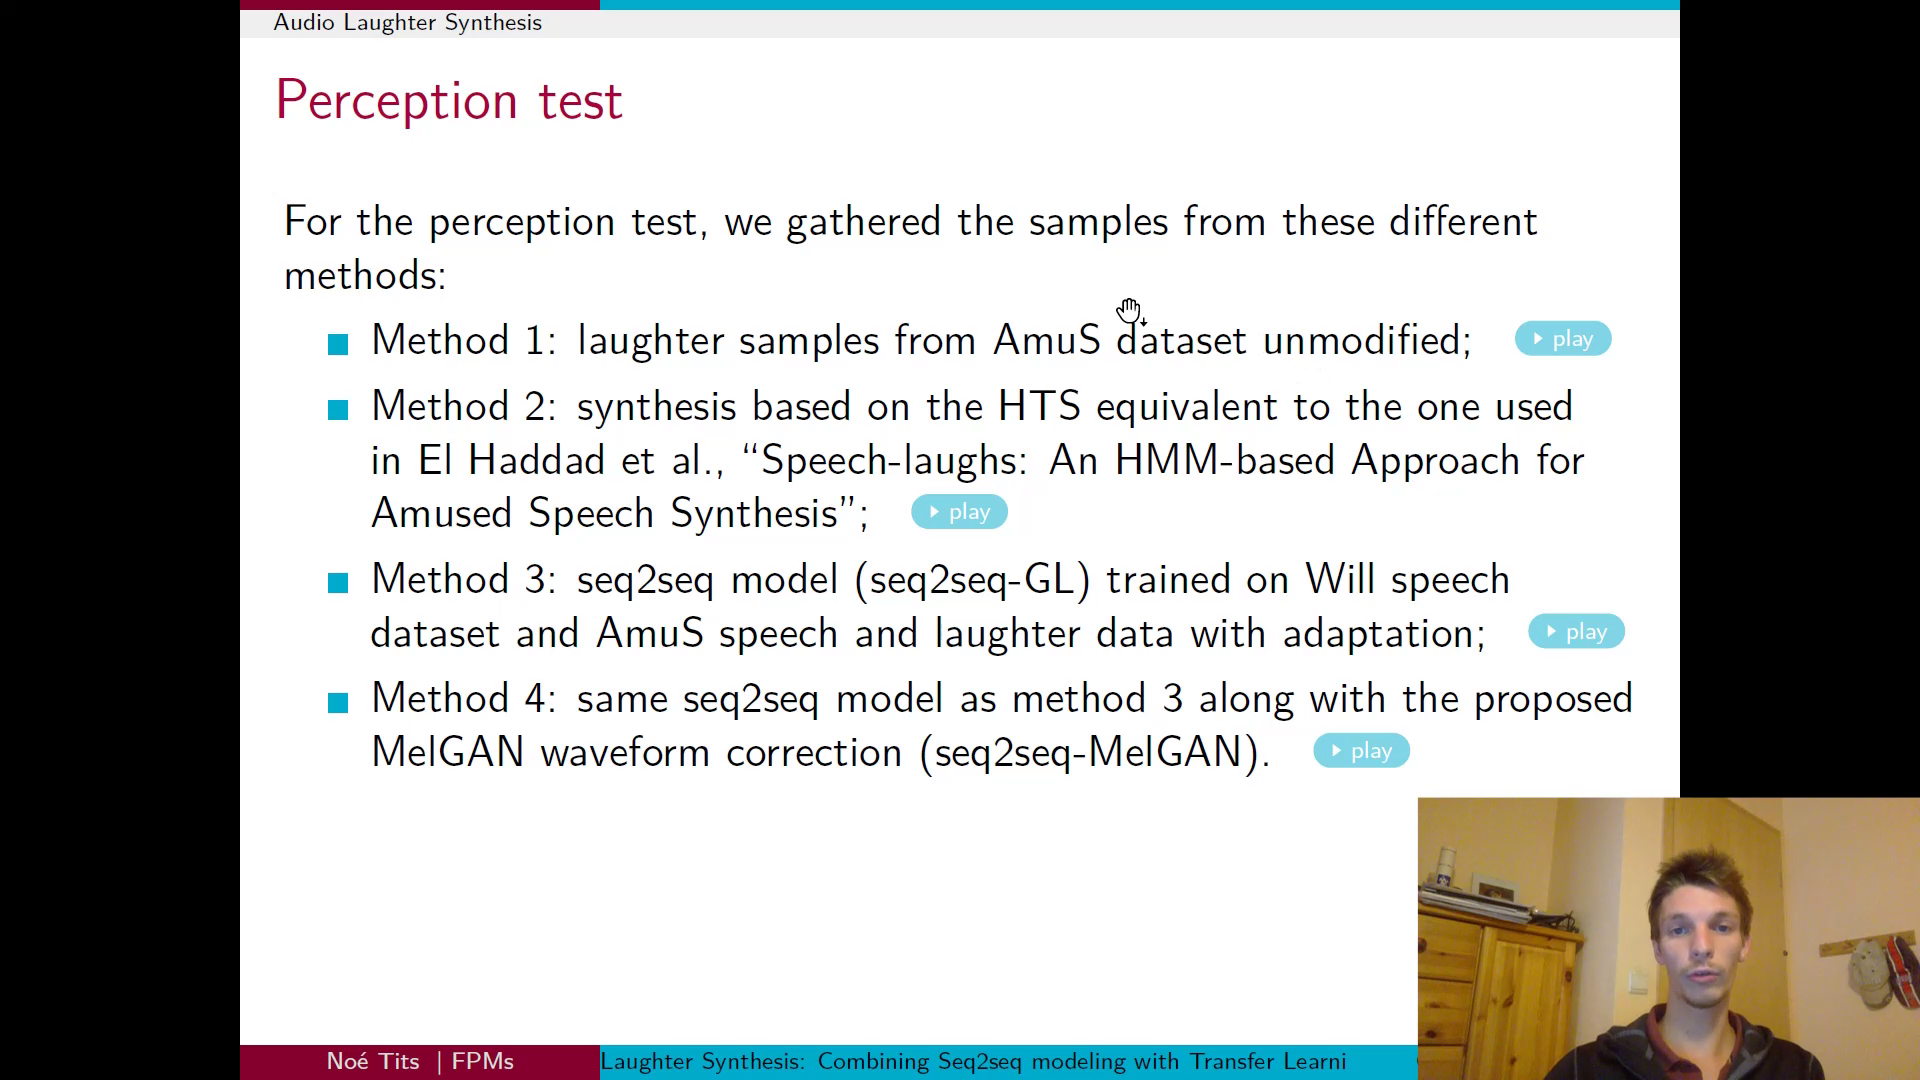 Audio Laughter Synthesis
Perception test
For the perception test, we gathered the samples from these different
methods:
Method 1: laughter samples from AmuS dataset unmodified; play
Method 2: synthesis based on the HTS equivalent to the one used
in El Haddad et al., “Speech-laughs: An HMM-based Approach for
Amused Speech Synthesis”; play
Method 3: seq2seq model (seq2seq-GL) trained on Will speech
dataset and AmuS speech and laughter data with adaptation; play
Method 4: same seq2seq model as method 3 along with the proposed
MelGAN waveform correction (seq2seq-MelGAN). play
Noé Tits | FPMs
Laughter Synthesis: Combining Seq2seq modeling with Transfer Learni